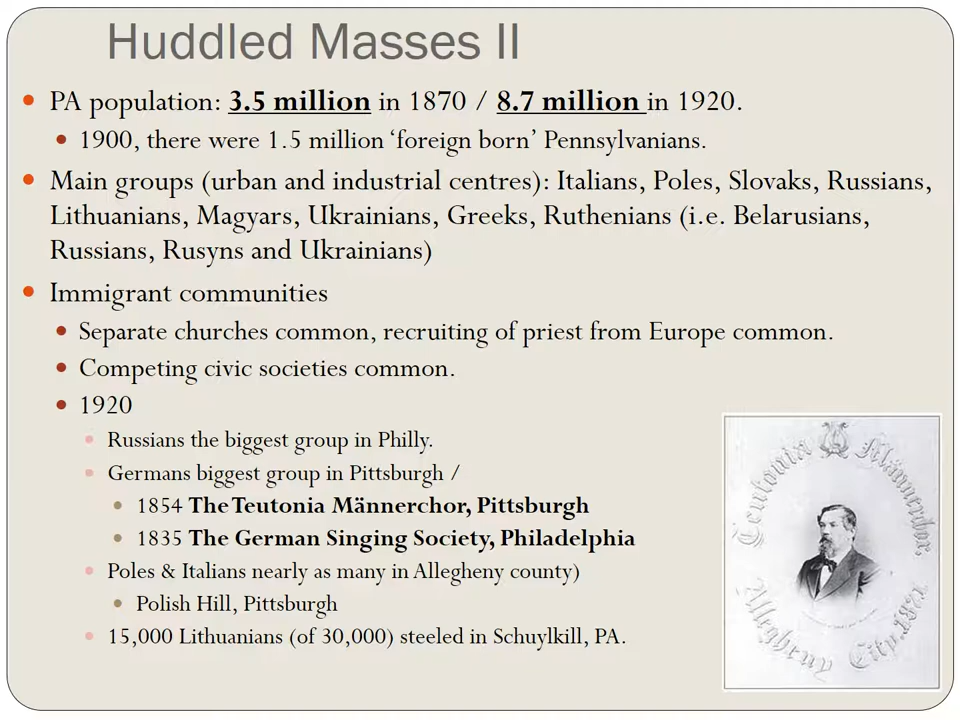 Huddled Masses II
PA population: 3.5 million in 1870 / 8.7 million in 1920.
1900, there were 1.5 million ‘foreign born’ Pennsylvanians.
Main groups (urban and industrial centres): Italians, Poles, Slovaks, Russians,
Lithuanians, Magyars, Ukrainians, Greeks, Ruthenians (i.e. Belarusians,
Russians, Rusyns and Ukrainians)
Immigrant communities
Separate churches common, recruiting of priest from Europe common.
Competing civic societies common.
1920
Russians the biggest group in Philly.
Germans biggest group in Pittsburgh /
1854 The Teutonia Männerchor, Pittsburgh
1835 The German Singing Society, Philadelphia
Poles & Italians nearly as many in Allegheny county)
Polish Hill, Pittsburgh
15,000 Lithuanians (of 30,000) steeled in Schuylkill, PA.
Teutonia Männerchor,
Allegheny City,